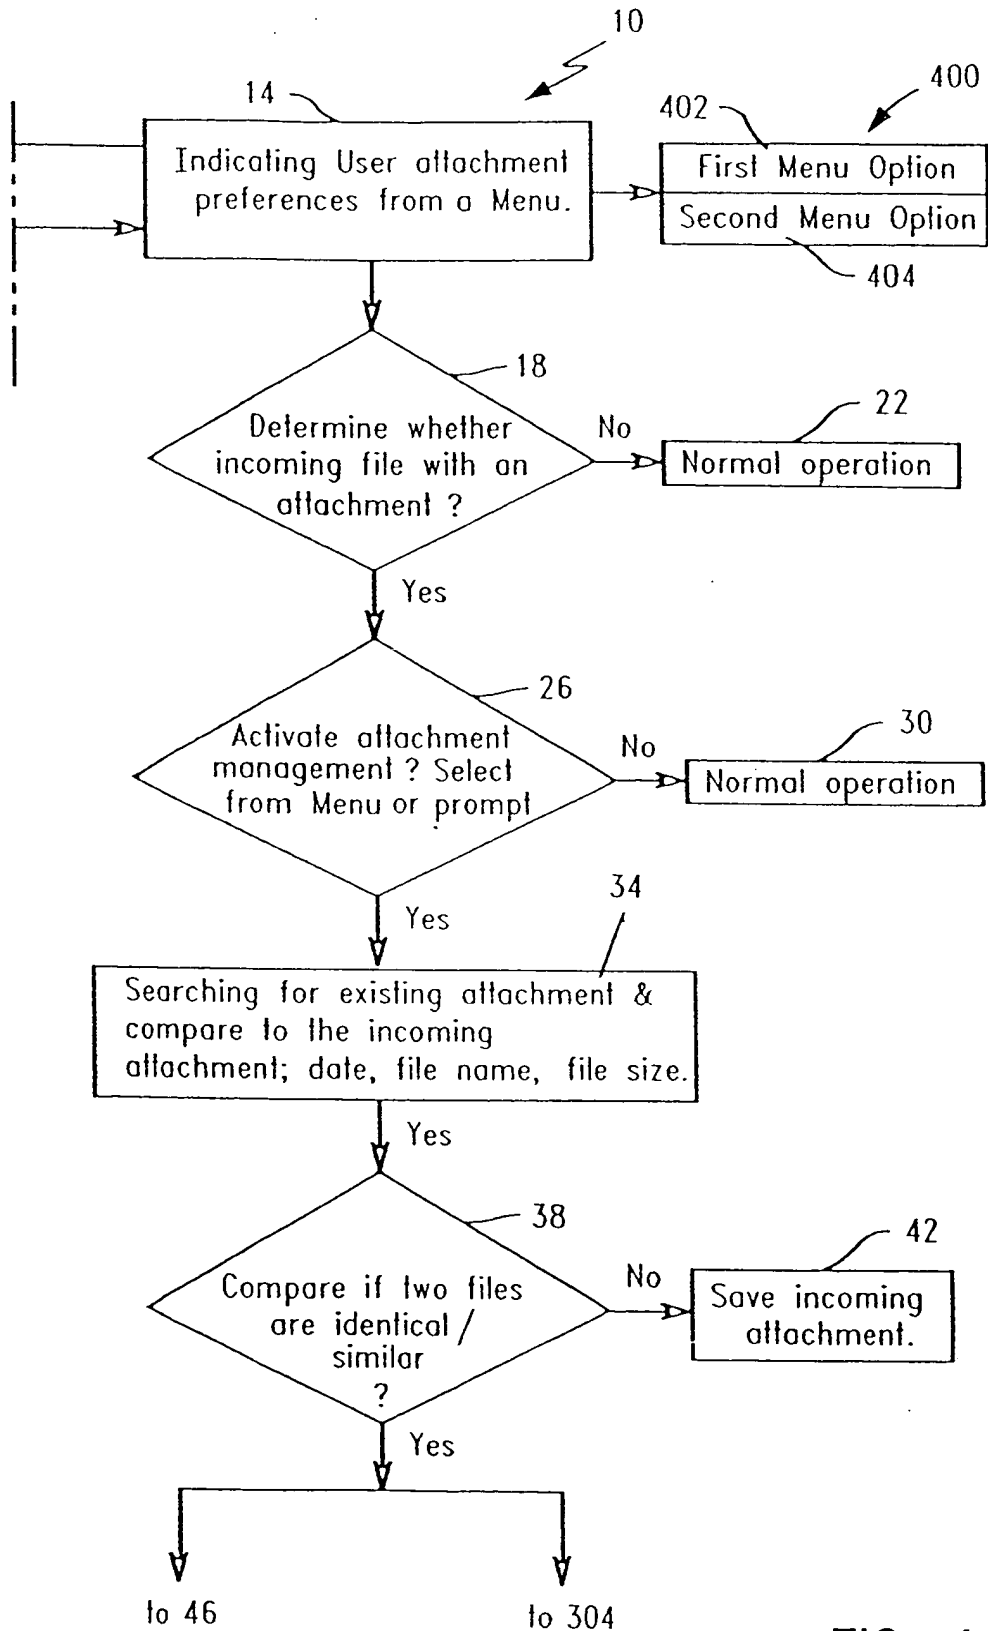 10
14
402
400
Indicating User attachment
preferences from a Menu.
First Menu Option
Second Menu Option
404
18
Determine whether
incoming file with an
attachment ?
No
22
Normal operation
Yes
26
Activate attachment
management ? Select
from Menu or prompt
No
30
Normal operation
Yes
34
Searching for existing attachment &
compare to the incoming
attachment; date, file name, file size.
Yes
38
Compare if two files
are identical /
similar
?
No
42
Save incoming
attachment.
Yes
to 46
to 304